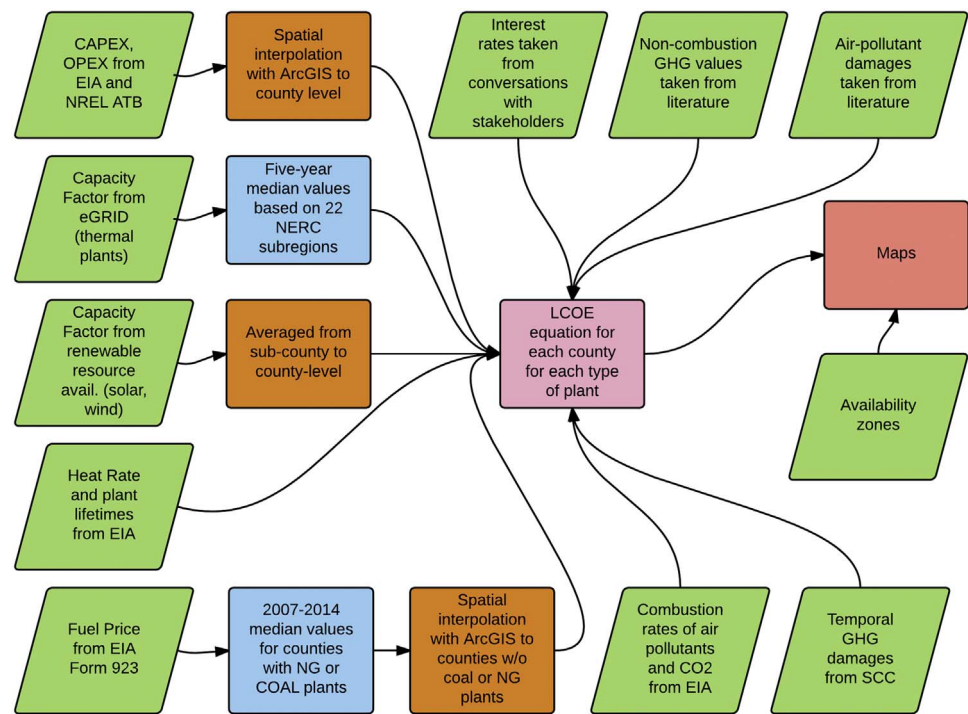 CAPEX,
OPEX from
EIA and
NREL ATB
Spatial
interpolation
with ArcGIS to
county level
Interest
rates taken
from
conversations
with
stakeholders
Non-combustion
GHG values
taken from
literature
Air-pollutant
damages
taken from
literature
Capacity
Factor from
eGRID
(thermal
plants)
Five-year
median values
based on 22
NERC
subregions
Maps
Capacity
Factor from
renewable
resource
avail. (solar,
wind)
Averaged from
sub-county to
county-level
LCOE
equation for
each county
for each type
of plant
Availability
zones
Heat Rate
and plant
lifetimes
from EIA
Fuel Price
from EIA
Form 923
2007-2014
median values
for counties
with NG or
COAL plants
Spatial
interpolation
with ArcGIS to
counties w/o
coal or NG
plants
Combustion
rates of air
pollutants
and CO2
from EIA
Temporal
GHG
damages
from SCC